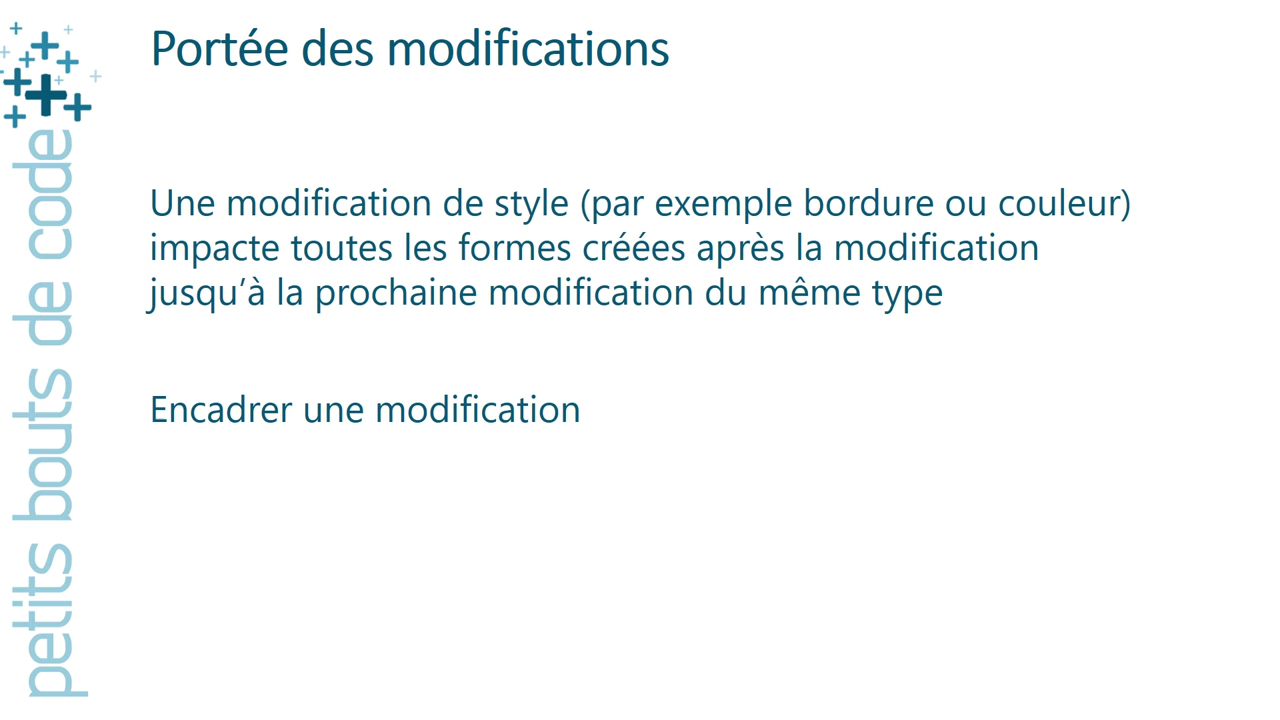 Portée des modifications
Une modification de style (par exemple bordure ou couleur)
impacte toutes les formes créées après la modification
jusqu’à la prochaine modification du même type
Encadrer une modification
petits bouts de code